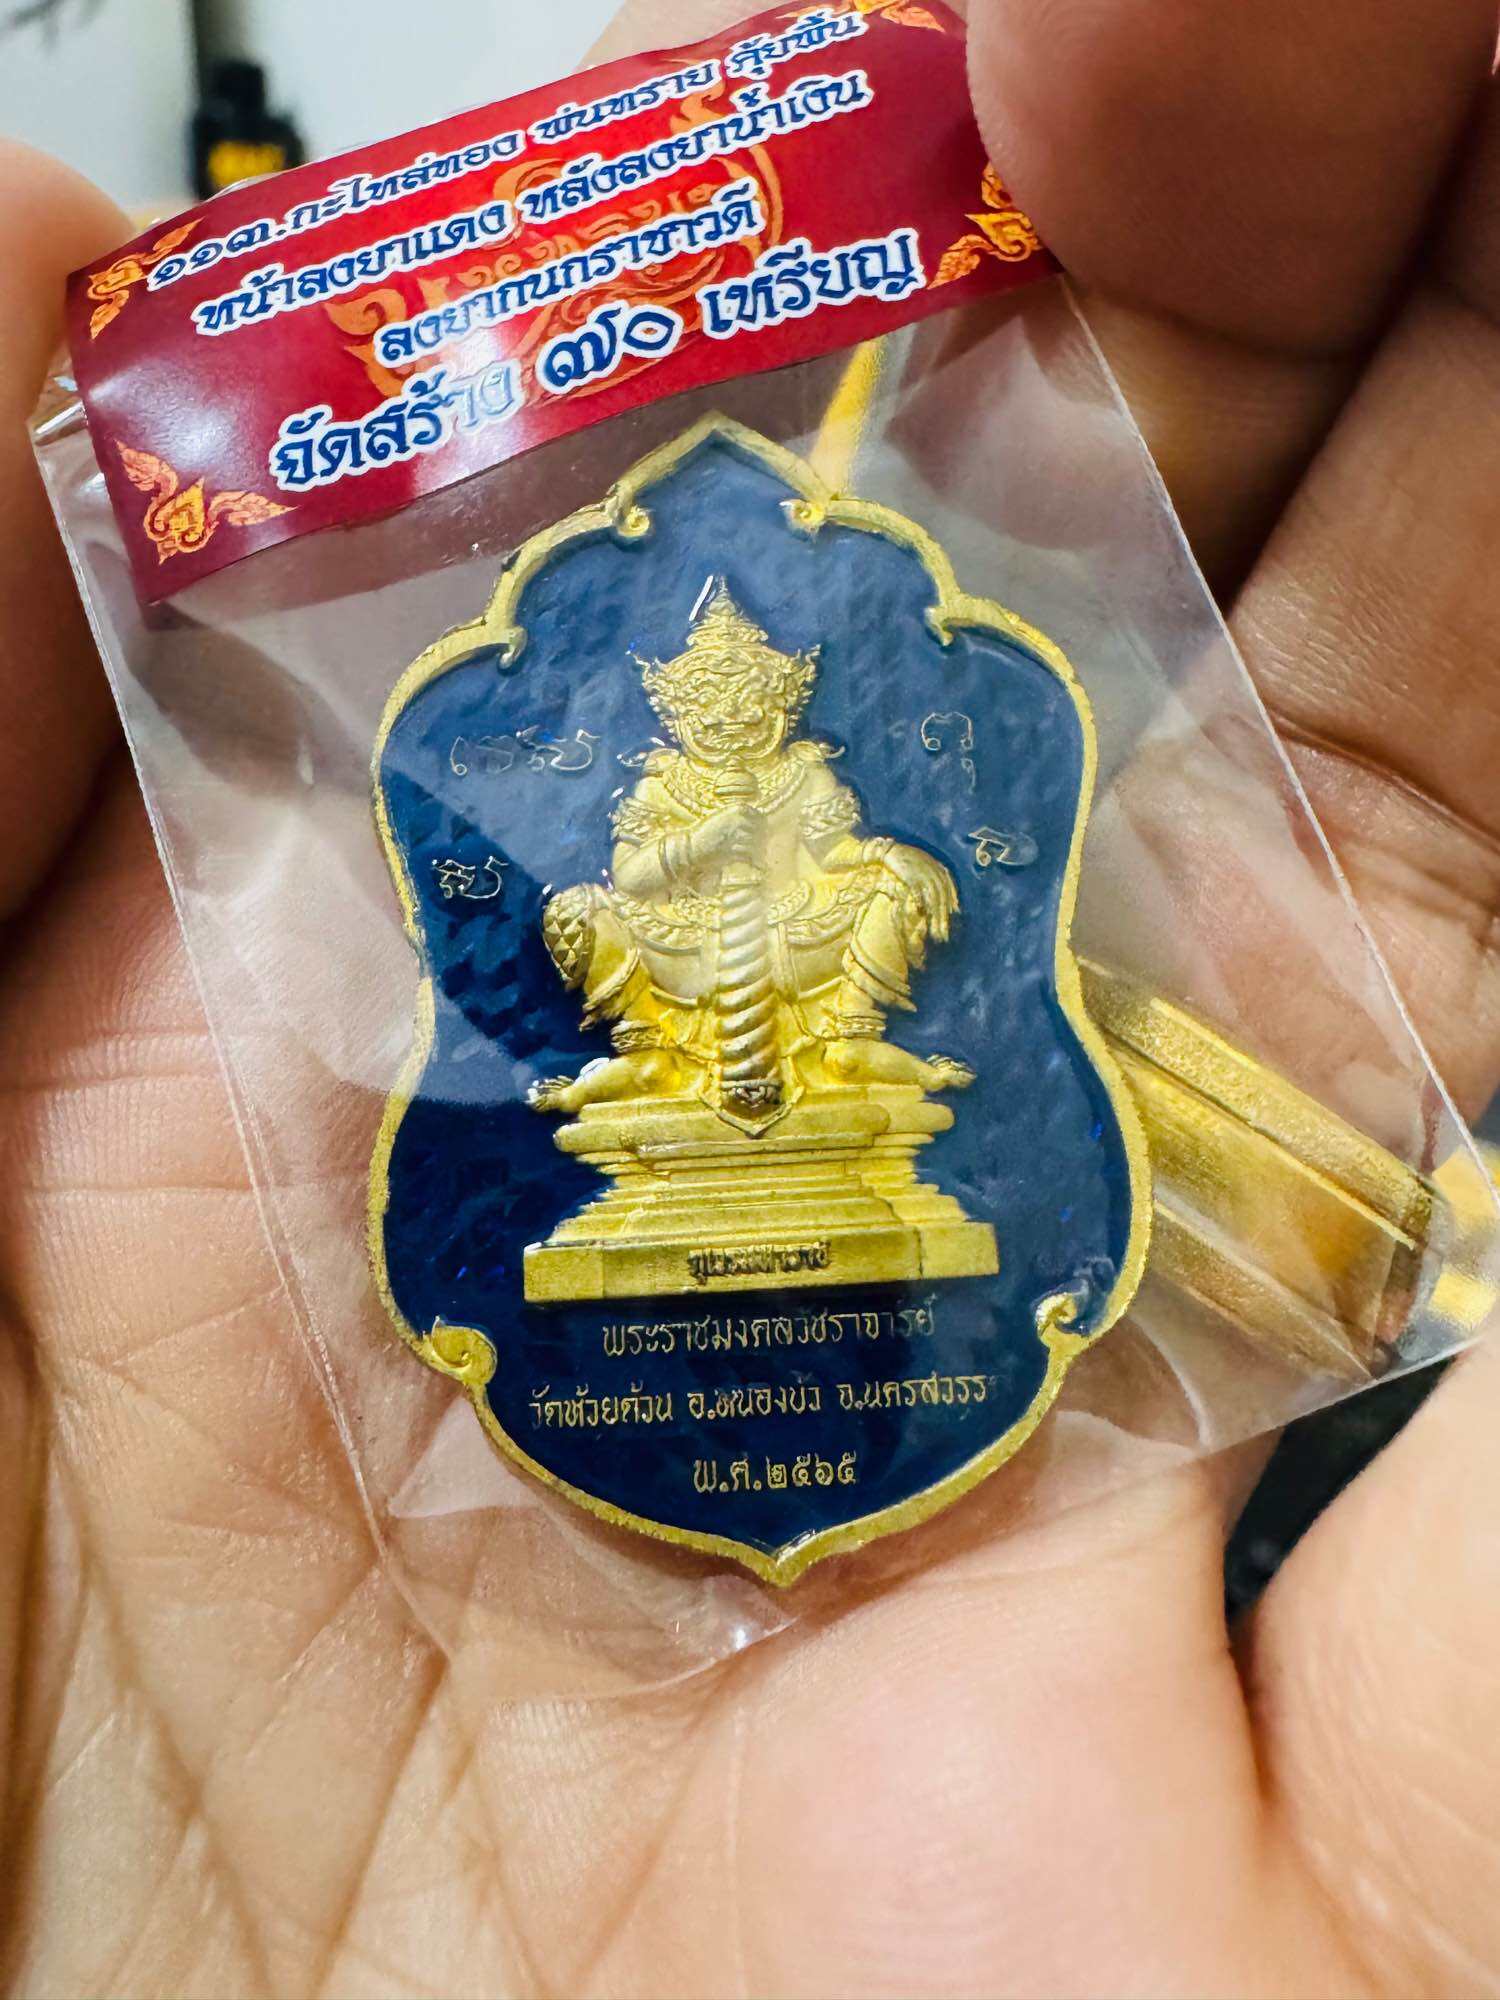 ๑๑๓.กะไหล่ทอง พ่นทราย คุ้ยพื้น
หน้าลงยาแดง หลังลงยาน้ำเงิน
ลงยากนกราชาวดี
จัดสร้าง ๗๐ เหรียญ
พระราชมงคลวัชราจารย์
วัดห้วยด้วน อ.หนองบัว จ.นครสวรร
พ.ศ.๒๕๖๕